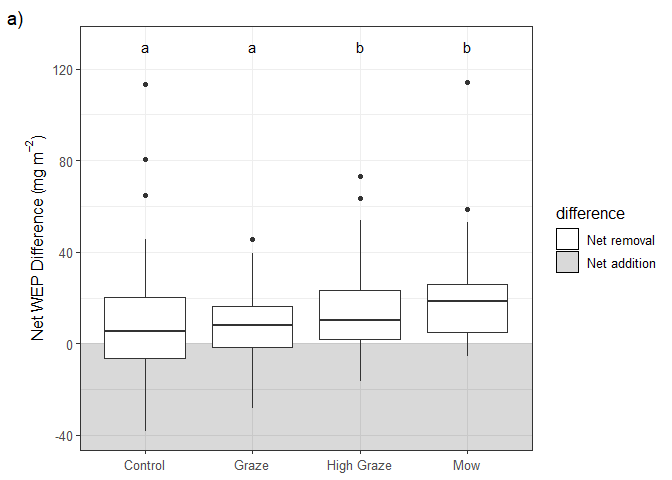 a)
a a b b
Net WEP Difference (mg m⁻²)
120
80
40
0
-40
Control Graze High Graze Mow
difference
Net removal
Net addition